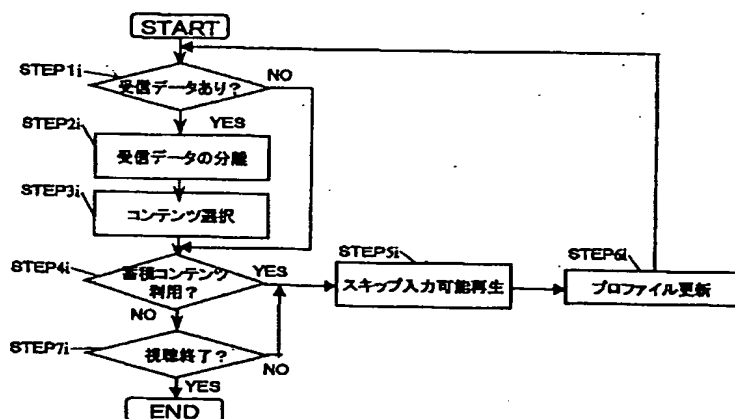 START
STEP1i
受信データあり?
NO
YES
STEP2i
受信データの分離
STEP3i
コンテンツ選択
STEP4i
蓄積コンテンツ
利用?
YES
NO
STEP5i
スキップ入力可能再生
STEP6i
プロファイル更新
STEP7i
視聴終了?
NO
YES
END